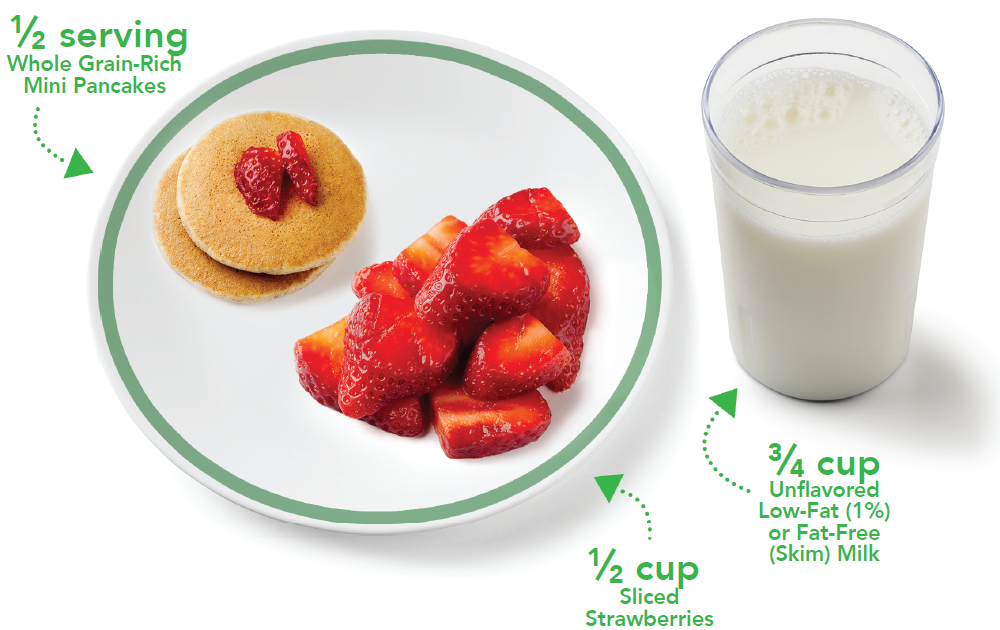 ½ serving
Whole Grain-Rich
Mini Pancakes
¾ cup
Unflavored
Low-Fat (1%)
or Fat-Free
(Skim) Milk
½ cup
Sliced
Strawberries